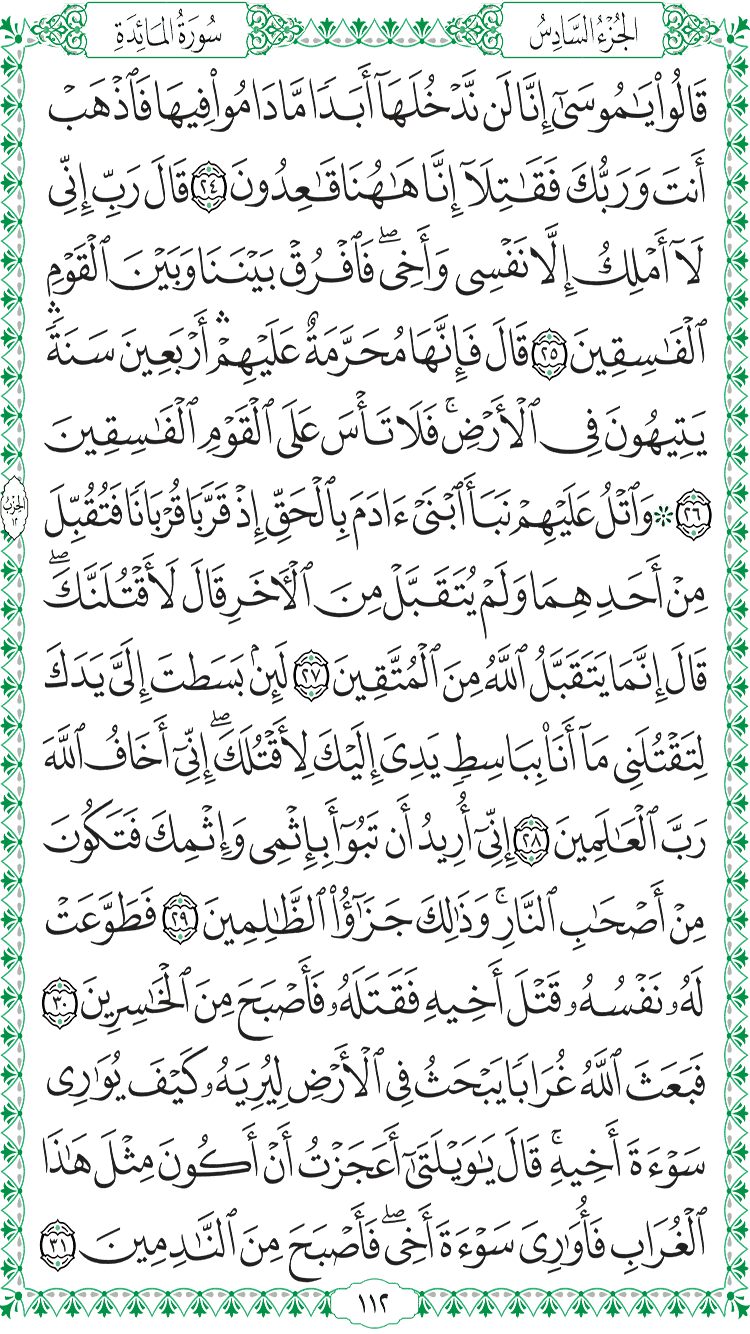 الجُزْءُ السَّادِسُ
سُورَةُ المَائِدَةِ
قَالُواْ يَٰمُوسَىٰٓ إِنَّا لَن نَّدۡخُلَهَآ أَبَدٗا مَّا دَامُواْ فِيهَا فَٱذۡهَبۡ
أَنتَ وَرَبُّكَ فَقَٰتِلَآ إِنَّا هَٰهُنَا قَٰعِدُونَ ٢٤ قَالَ رَبِّ إِنِّي
لَآ أَمۡلِكُ إِلَّا نَفۡسِي وَأَخِيۖ فَٱفۡرُقۡ بَيۡنَنَا وَبَيۡنَ ٱلۡقَوۡمِ
ٱلۡفَٰسِقِينَ ٢٥ قَالَ فَإِنَّهَا مُحَرَّمَةٌ عَلَيۡهِمۡۛ أَرۡبَعِينَ سَنَةٗۛ
يَتِيهُونَ فِي ٱلۡأَرۡضِۚ فَلَا تَأۡسَ عَلَى ٱلۡقَوۡمِ ٱلۡفَٰسِقِينَ
٢٦ ۞ وَٱتۡلُ عَلَيۡهِمۡ نَبَأَ ٱبۡنَيۡ ءَادَمَ بِٱلۡحَقِّ إِذۡ قَرَّبَا قُرۡبَانٗا فَتُقُبِّلَ
مِنۡ أَحَدِهِمَا وَلَمۡ يُتَقَبَّلۡ مِنَ ٱلۡأٓخَرِ قَالَ لَأَقۡتُلَنَّكَۖ
قَالَ إِنَّمَا يَتَقَبَّلُ ٱللَّهُ مِنَ ٱلۡمُتَّقِينَ ٢٧ لَئِنۢ بَسَطتَ إِلَيَّ يَدَكَ
لِتَقۡتُلَنِي مَآ أَنَا۠ بِبَاسِطٖ يَدِيَ إِلَيۡكَ لِأَقۡتُلَكَۖ إِنِّيٓ أَخَافُ ٱللَّهَ
رَبَّ ٱلۡعَٰلَمِينَ ٢٨ إِنِّيٓ أُرِيدُ أَن تَبُوٓأَ بِإِثۡمِي وَإِثۡمِكَ فَتَكُونَ
مِنۡ أَصۡحَٰبِ ٱلنَّارِۚ وَذَٰلِكَ جَزَٰٓؤُاْ ٱلظَّٰلِمِينَ ٢٩ فَطَوَّعَتۡ
لَهُۥ نَفۡسُهُۥ قَتۡلَ أَخِيهِ فَقَتَلَهُۥ فَأَصۡبَحَ مِنَ ٱلۡخَٰسِرِينَ ٣٠
فَبَعَثَ ٱللَّهُ غُرَابٗا يَبۡحَثُ فِي ٱلۡأَرۡضِ لِيُرِيَهُۥ كَيۡفَ يُوَٰرِي
سَوۡءَةَ أَخِيهِۚ قَالَ يَٰوَيۡلَتَىٰٓ أَعَجَزۡتُ أَنۡ أَكُونَ مِثۡلَ هَٰذَا
ٱلۡغُرَابِ فَأُوَٰرِيَ سَوۡءَةَ أَخِيۖ فَأَصۡبَحَ مِنَ ٱلنَّٰدِمِينَ ٣١
الحزب
١٢
١١٢